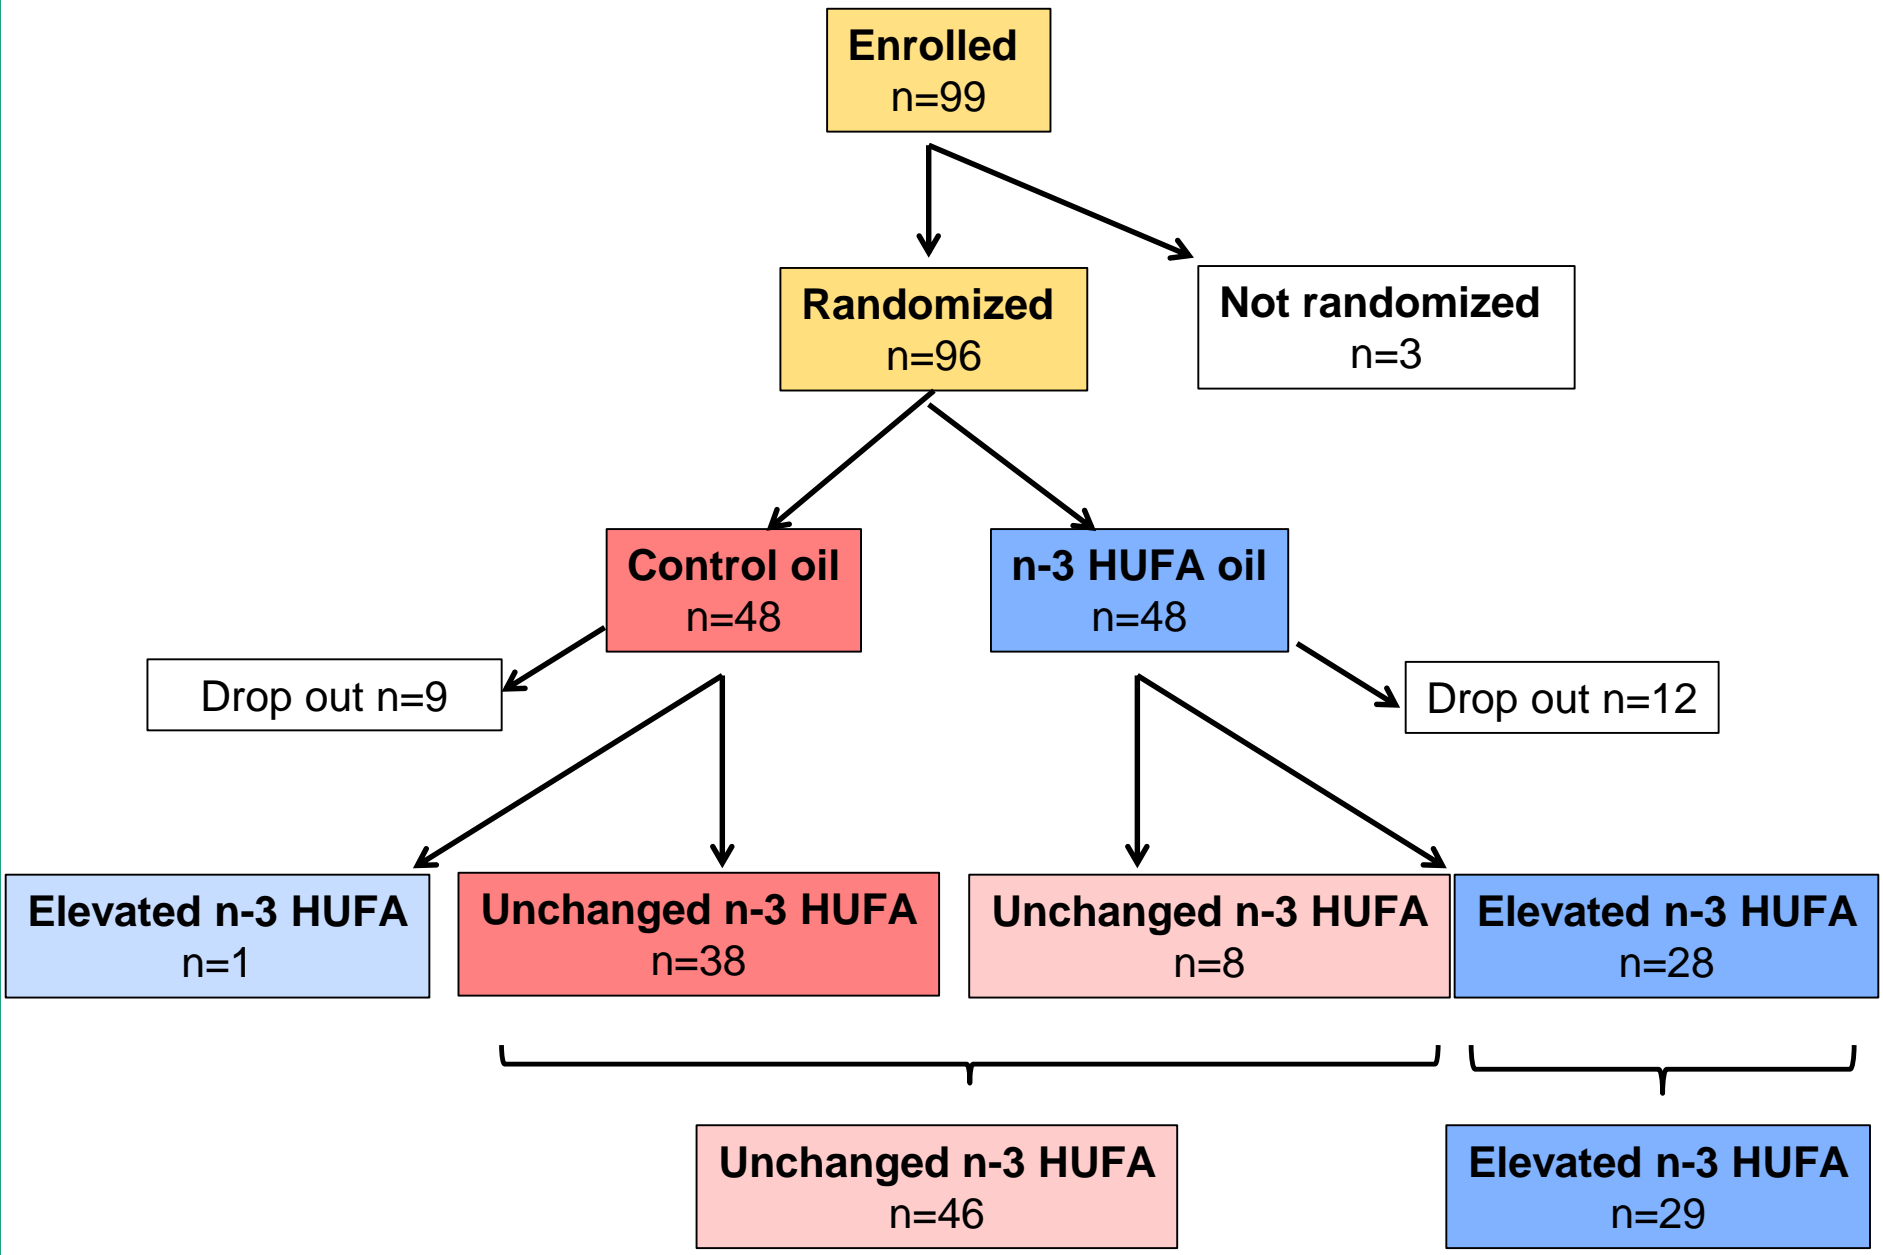 Enrolled
n=99
Randomized
n=96
Not randomized
n=3
Control oil
n=48
n-3 HUFA oil
n=48
Drop out n=9
Drop out n=12
Elevated n-3 HUFA
n=1
Unchanged n-3 HUFA
n=38
Unchanged n-3 HUFA
n=8
Elevated n-3 HUFA
n=28
Unchanged n-3 HUFA
n=46
Elevated n-3 HUFA
n=29